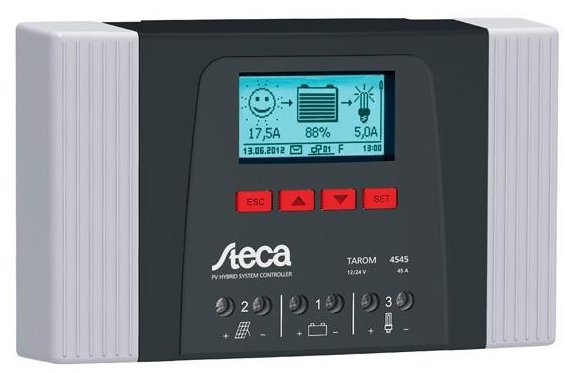 17,5A 88% 5,0A
13.06.2012 01 F 13:00
ESC SET
Steca TAROM 4545
PV HYBRID SYSTEM CONTROLLER 12/24 V 45 A
2 1 3
+ - + - + -